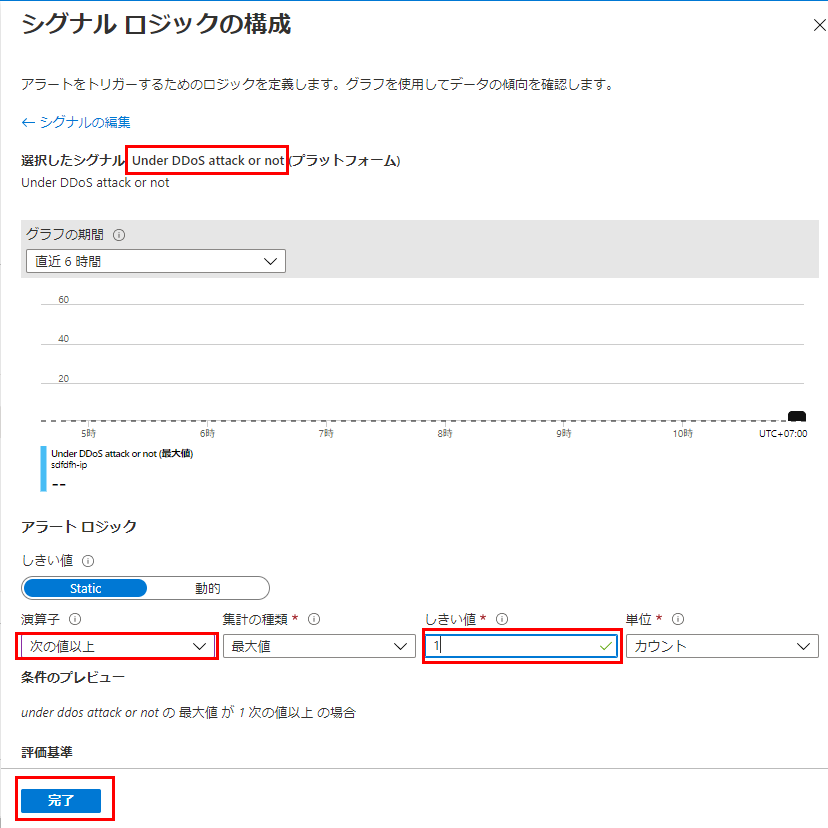 シグナル ロジックの構成
アラートをトリガーするためのロジックを定義します。グラフを使用してデータの傾向を確認します。
← シグナルの編集
選択したシグナル Under DDoS attack or not (プラットフォーム)
Under DDoS attack or not
グラフの期間
直近 6 時間
60
40
20
5時 6時 7時 8時 9時 10時 UTC+07:00
Under DDoS attack or not (最大値)
sdfdfh-ip
--
アラート ロジック
しきい値
Static 動的
演算子 集計の種類 * しきい値 * 単位 *
次の値以上 最大値 1 カウント
条件のプレビュー
under ddos attack or not の 最大値 が 1 次の値以上 の場合
評価基準
完了